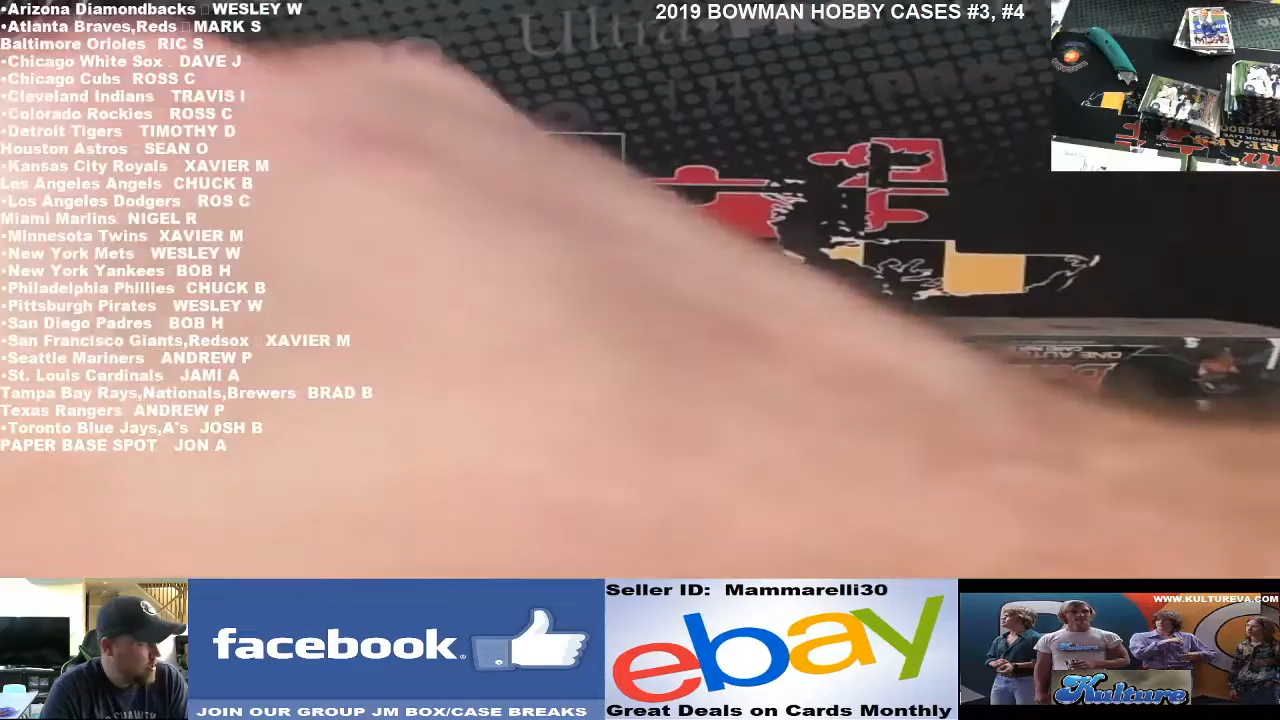 •Arizona Diamondbacks WESLEY W
•Atlanta Braves,Reds MARK S
Baltimore Orioles RIC S
•Chicago White Sox DAVE J
•Chicago Cubs ROSS C
•Cleveland Indians TRAVIS I
•Colorado Rockies ROSS C
•Detroit Tigers TIMOTHY D
Houston Astros SEAN O
•Kansas City Royals XAVIER M
Los Angeles Angels CHUCK B
•Los Angeles Dodgers ROS C
Miami Marlins NIGEL R
•Minnesota Twins XAVIER M
•New York Mets WESLEY W
•New York Yankees BOB H
•Philadelphia Phillies CHUCK B
•Pittsburgh Pirates WESLEY W
•San Diego Padres BOB H
•San Francisco Giants,Redsox XAVIER M
•Seattle Mariners ANDREW P
•St. Louis Cardinals JAMI A
Tampa Bay Rays,Nationals,Brewers BRAD B
Texas Rangers ANDREW P
•Toronto Blue Jays,A's JOSH B
PAPER BASE SPOT JON A
2019 BOWMAN HOBBY CASES #3, #4
Ultra
ONE AUTO
facebook
JOIN OUR GROUP JM BOX/CASE BREAKS
Seller ID: Mammarelli30
ebay
Great Deals on Cards Monthly
WWW.KULTUREVA.COM
Kulture